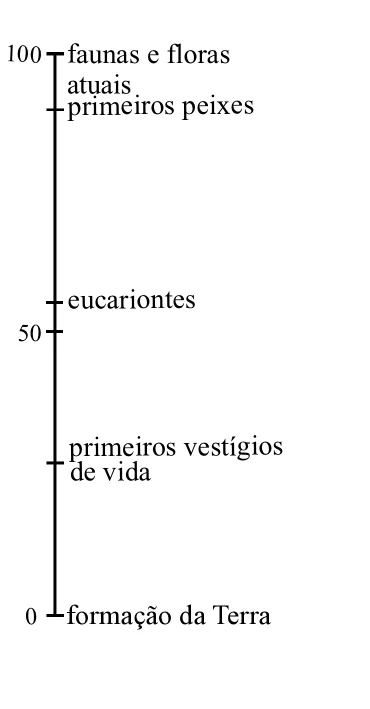 100 faunas e floras
atuais
primeiros peixes
eucariontes
50
primeiros vestígios
de vida
0 formação da Terra